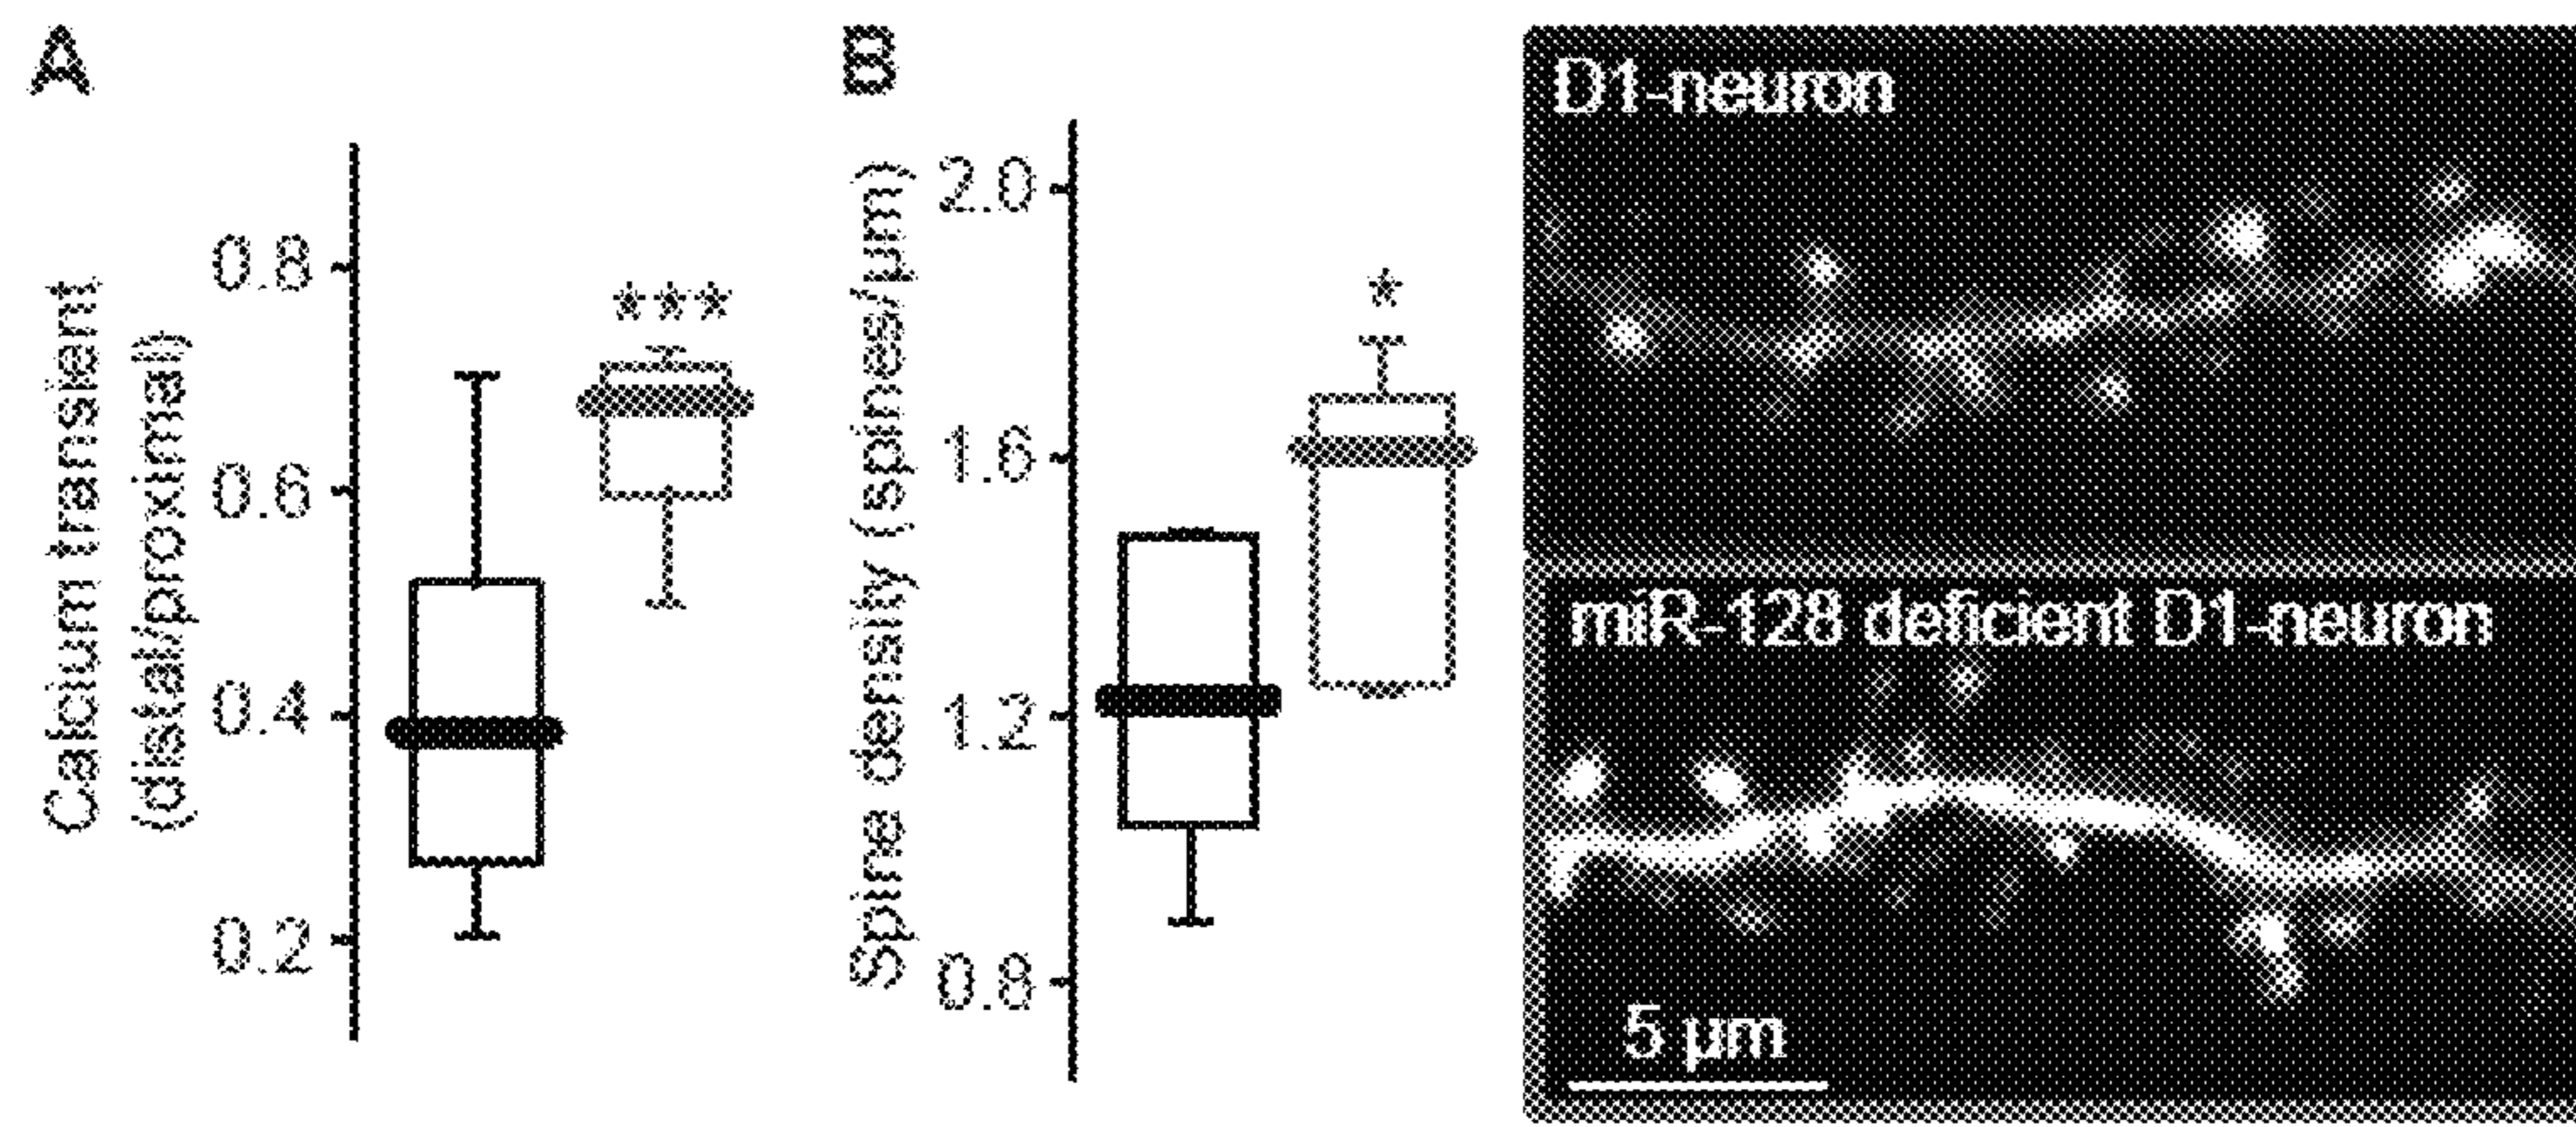 A
Calcium transient
(distal/proximal)
0.8
0.6
0.4
0.2
***
B
Spine density (spines/µm)
2.0
1.6
1.2
0.8
*
D1-neuron
miR-128 deficient D1-neuron
5 µm